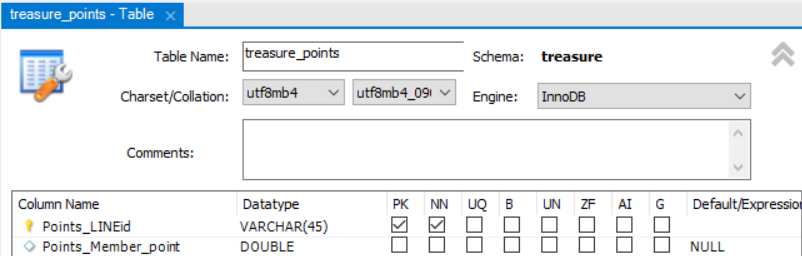 treasure_points - Table ×
Table Name: treasure_points Schema: treasure
Charset/Collation: utf8mb4 utf8mb4_09 Engine: InnoDB
Comments:
Column Name Datatype PK NN UQ B UN ZF AI G Default/Expression
Points_LINEid VARCHAR(45)
Points_Member_point DOUBLE NULL